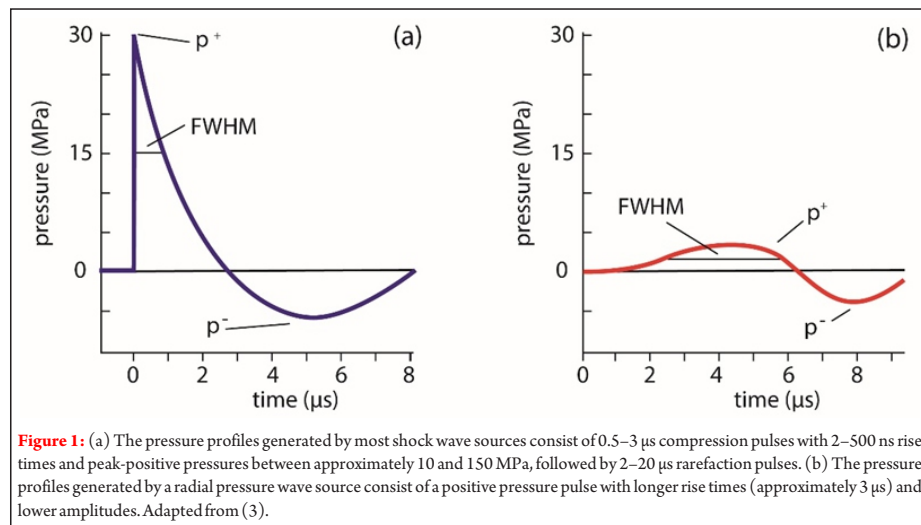 (a)
p+
30
FWHM
15
pressure (MPa)
0
p-
0 2 4 6 8
time (μs)
(b)
30
15
pressure (MPa)
FWHM
p+
0
p-
0 2 4 6 8
time (μs)
Figure 1: (a) The pressure profiles generated by most shock wave sources consist of 0.5–3 μs compression pulses with 2–500 ns rise
times and peak-positive pressures between approximately 10 and 150 MPa, followed by 2–20 μs rarefaction pulses. (b) The pressure
profiles generated by a radial pressure wave source consist of a positive pressure pulse with longer rise times (approximately 3 μs) and
lower amplitudes. Adapted from (3).